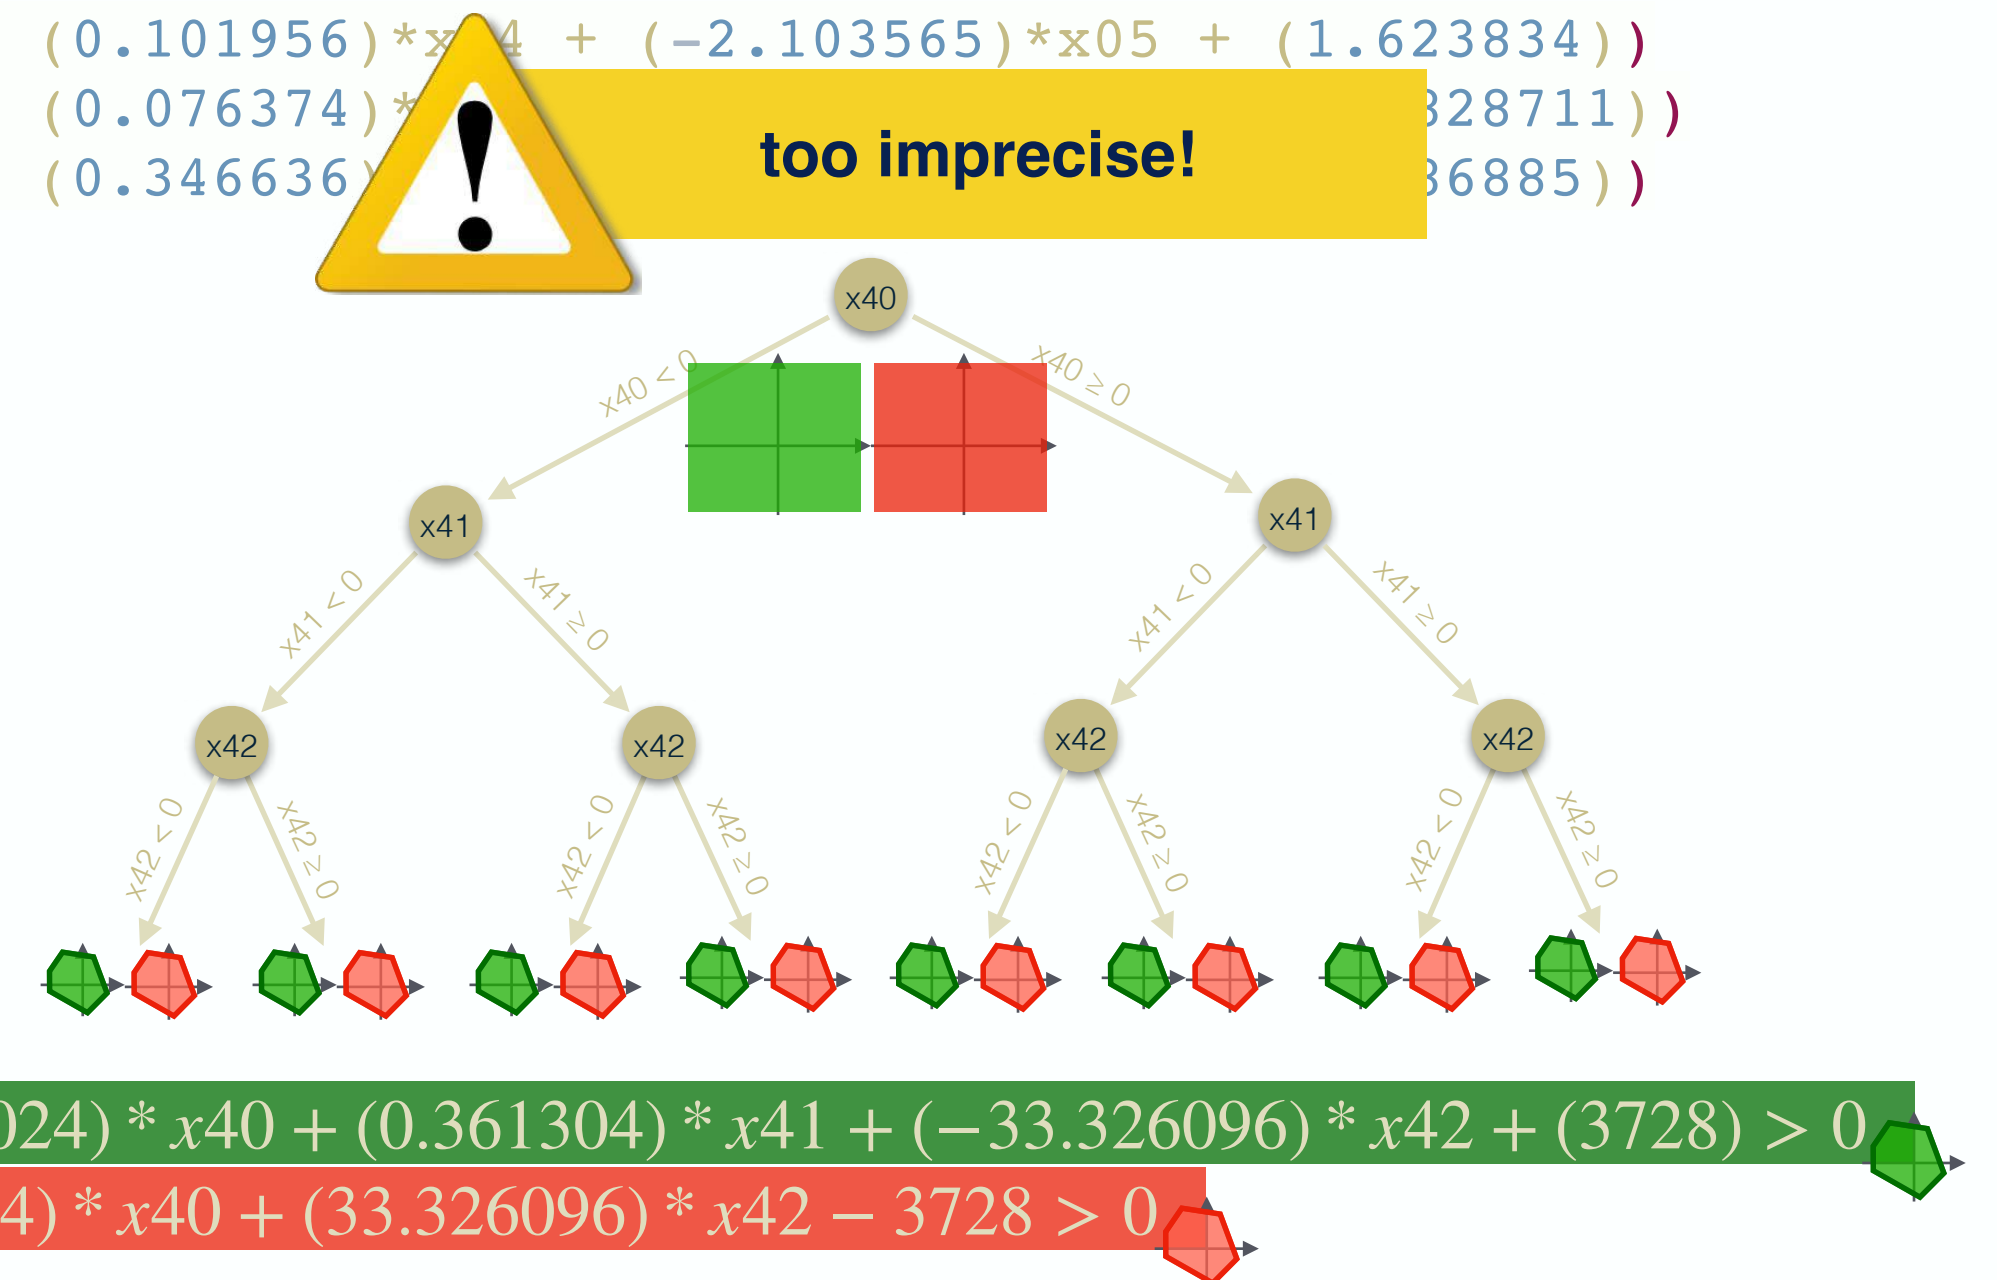 (0.101956)*x04 + (-2.103565)*x05 + (1.623834))
(0.076374)* 328711))
(0.346636) 36885))
too imprecise!
x40
x40 < 0 x40 ≥ 0
x41 x41
x41 < 0 x41 ≥ 0 x41 < 0 x41 ≥ 0
x42 x42 x42 x42
x42 < 0 x42 ≥ 0 x42 < 0 x42 ≥ 0 x42 < 0 x42 ≥ 0 x42 < 0 x42 ≥ 0
024) * x40 + (0.361304) * x41 + (−33.326096) * x42 + (3728) > 0
4) * x40 + (33.326096) * x42 − 3728 > 0